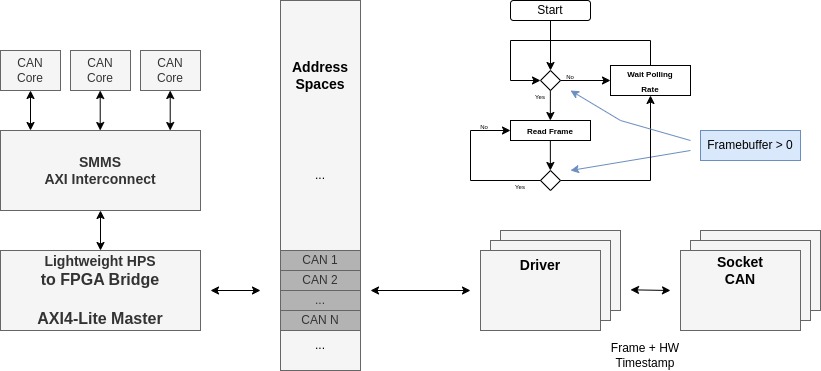 Start
CAN
Core
CAN
Core
CAN
Core
Address
Spaces
No
Wait Polling
Rate
Yes
No
Read Frame
Framebuffer > 0
Yes
SMMS
AXI Interconnect
...
Lightweight HPS
to FPGA Bridge
AXI4-Lite Master
CAN 1
CAN 2
...
CAN N
...
Driver
Socket
CAN
Frame + HW
Timestamp